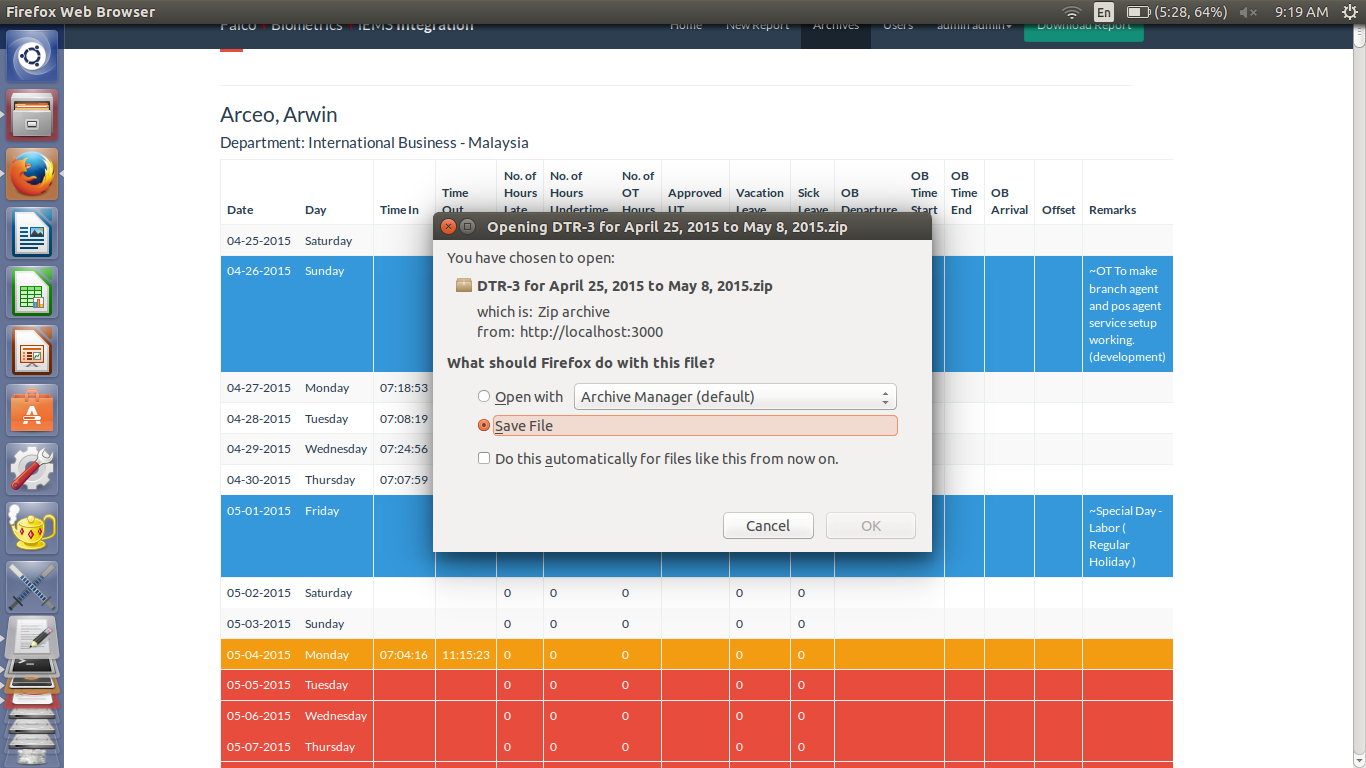 Firefox Web Browser
En
(5:28, 64%)
9:19 AM
Falco Biometrics IEMS Integration
Home
New Report
Archives
Users
admin admin
Download Report
Arceo, Arwin
Department: International Business - Malaysia
Date
Day
Time In
Time Out
No. of Hours Late
No. of Hours Undertime
No. of OT Hours
Approved UT
Vacation Leave
Sick Leave
OB Departure
OB Time Start
OB Time End
OB Arrival
Offset
Remarks
Opening DTR-3 for April 25, 2015 to May 8, 2015.zip
You have chosen to open:
DTR-3 for April 25, 2015 to May 8, 2015.zip
which is: Zip archive
from: http://localhost:3000
What should Firefox do with this file?
Open with Archive Manager (default)
Save File
Do this automatically for files like this from now on.
Cancel
OK
04-25-2015 Saturday
04-26-2015 Sunday
~OT To make
branch agent
and pos agent
service setup
working.
(development)
04-27-2015 Monday 07:18:53
04-28-2015 Tuesday 07:08:19
04-29-2015 Wednesday 07:24:56
04-30-2015 Thursday 07:07:59
05-01-2015 Friday
~Special Day -
Labor (
Regular
Holiday )
05-02-2015 Saturday 0 0 0 0 0
05-03-2015 Sunday 0 0 0 0 0
05-04-2015 Monday 07:04:16 11:15:23 0 0 0 0 0
05-05-2015 Tuesday 0 0 0 0 0
05-06-2015 Wednesday 0 0 0 0 0
05-07-2015 Thursday 0 0 0 0 0